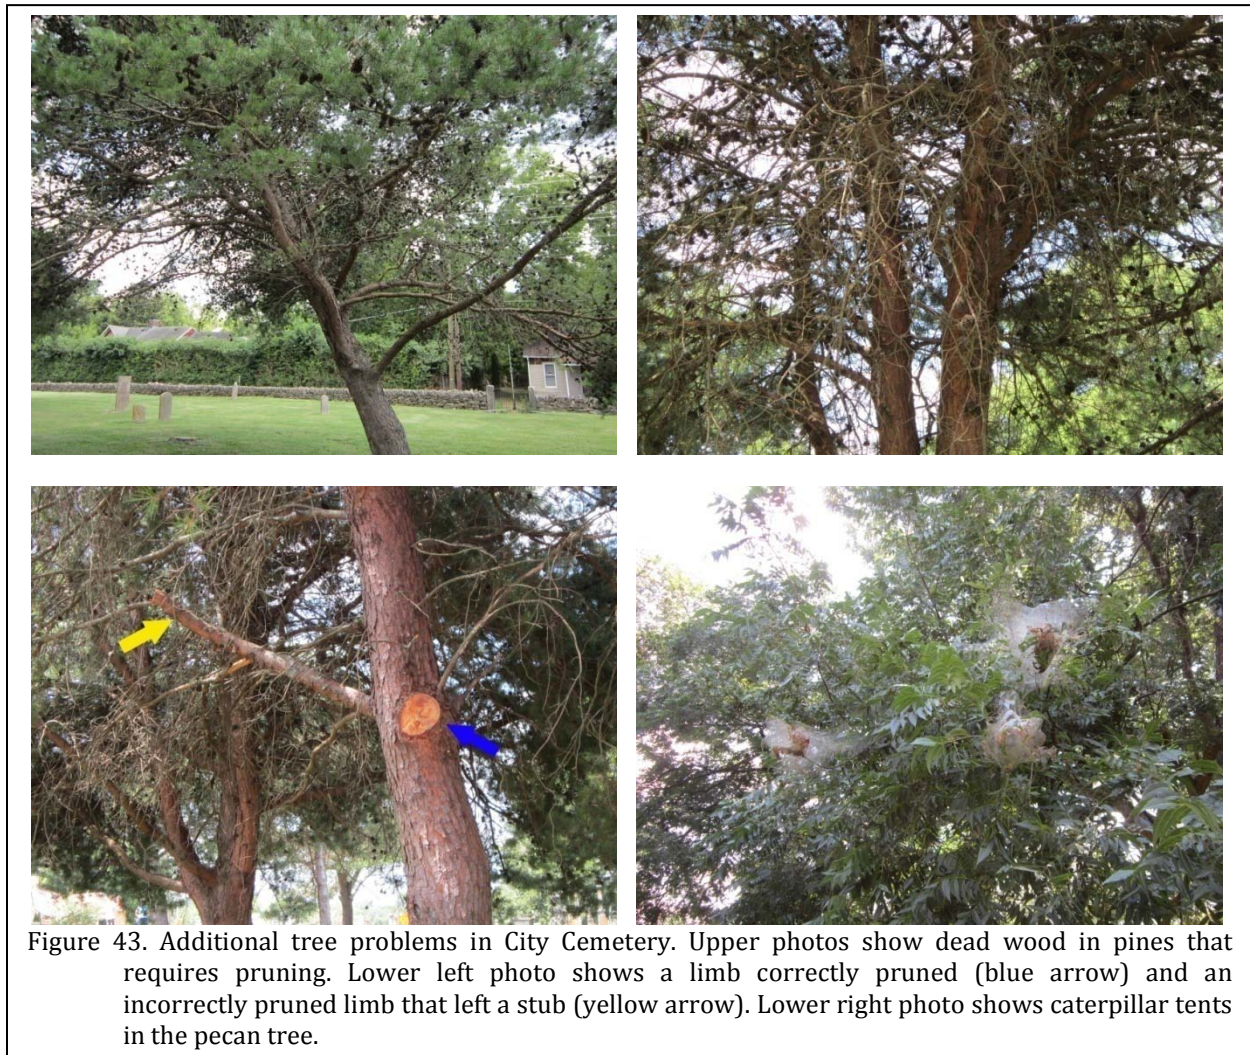 Figure 43. Additional tree problems in City Cemetery. Upper photos show dead wood in pines that
requires pruning. Lower left photo shows a limb correctly pruned (blue arrow) and an
incorrectly pruned limb that left a stub (yellow arrow). Lower right photo shows caterpillar tents
in the pecan tree.